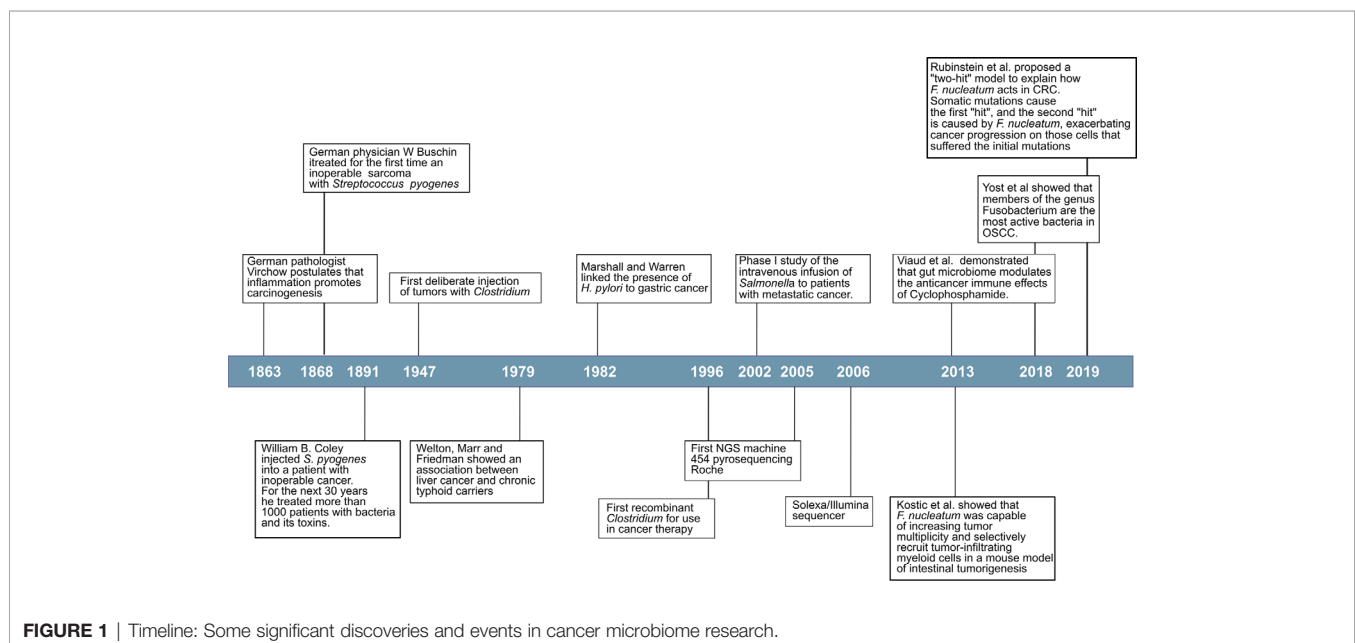 Rubinstein et al. proposed a
"two-hit" model to explain how
F. nucleatum acts in CRC.
Somatic mutations cause
the first "hit", and the second "hit"
is caused by F. nucleatum, exacerbating
cancer progression on those cells that
suffered the initial mutations
German physician W Buschin
itreated for the first time an
inoperable sarcoma
with Streptococcus pyogenes
Yost et al showed that
members of the genus
Fusobacterium are the
most active bacteria in
OSCC.
German pathologist
Virchow postulates that
inflammation promotes
carcinogenesis
First deliberate injection
of tumors with Clostridium
Marshall and Warren
linked the presence of
H. pylori to gastric cancer
Phase I study of the
intravenous infusion of
Salmonella to patients
with metastatic cancer.
Viaud et al. demonstrated
that gut microbiome modulates
the anticancer immune effects
of Cyclophosphamide.
1863 1868 1891 1947 1979 1982 1996 2002 2005 2006 2013 2018 2019
William B. Coley
injected S. pyogenes
into a patient with
inoperable cancer.
For the next 30 years
he treated more than
1000 patients with bacteria
and its toxins.
Welton, Marr and
Friedman showed an
association between
liver cancer and chronic
typhoid carriers
First NGS machine
454 pyrosequencing
Roche
First recombinant
Clostridium for use
in cancer therapy
Solexa/Illumina
sequencer
Kostic et al. showed that
F. nucleatum was capable
of increasing tumor
multiplicity and selectively
recruit tumor-infiltrating
myeloid cells in a mouse model
of intestinal tumorigenesis
FIGURE 1 | Timeline: Some significant discoveries and events in cancer microbiome research.